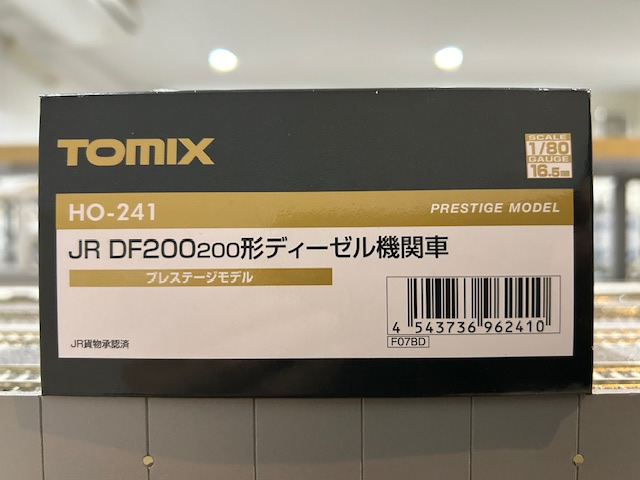 TOMIX
SCALE
1/80
GAUGE
16.5mm
HO-241
PRESTIGE MODEL
JR DF200 200形ディーゼル機関車
プレステージモデル
4 543736 962410
F07BD
JR貨物承認済